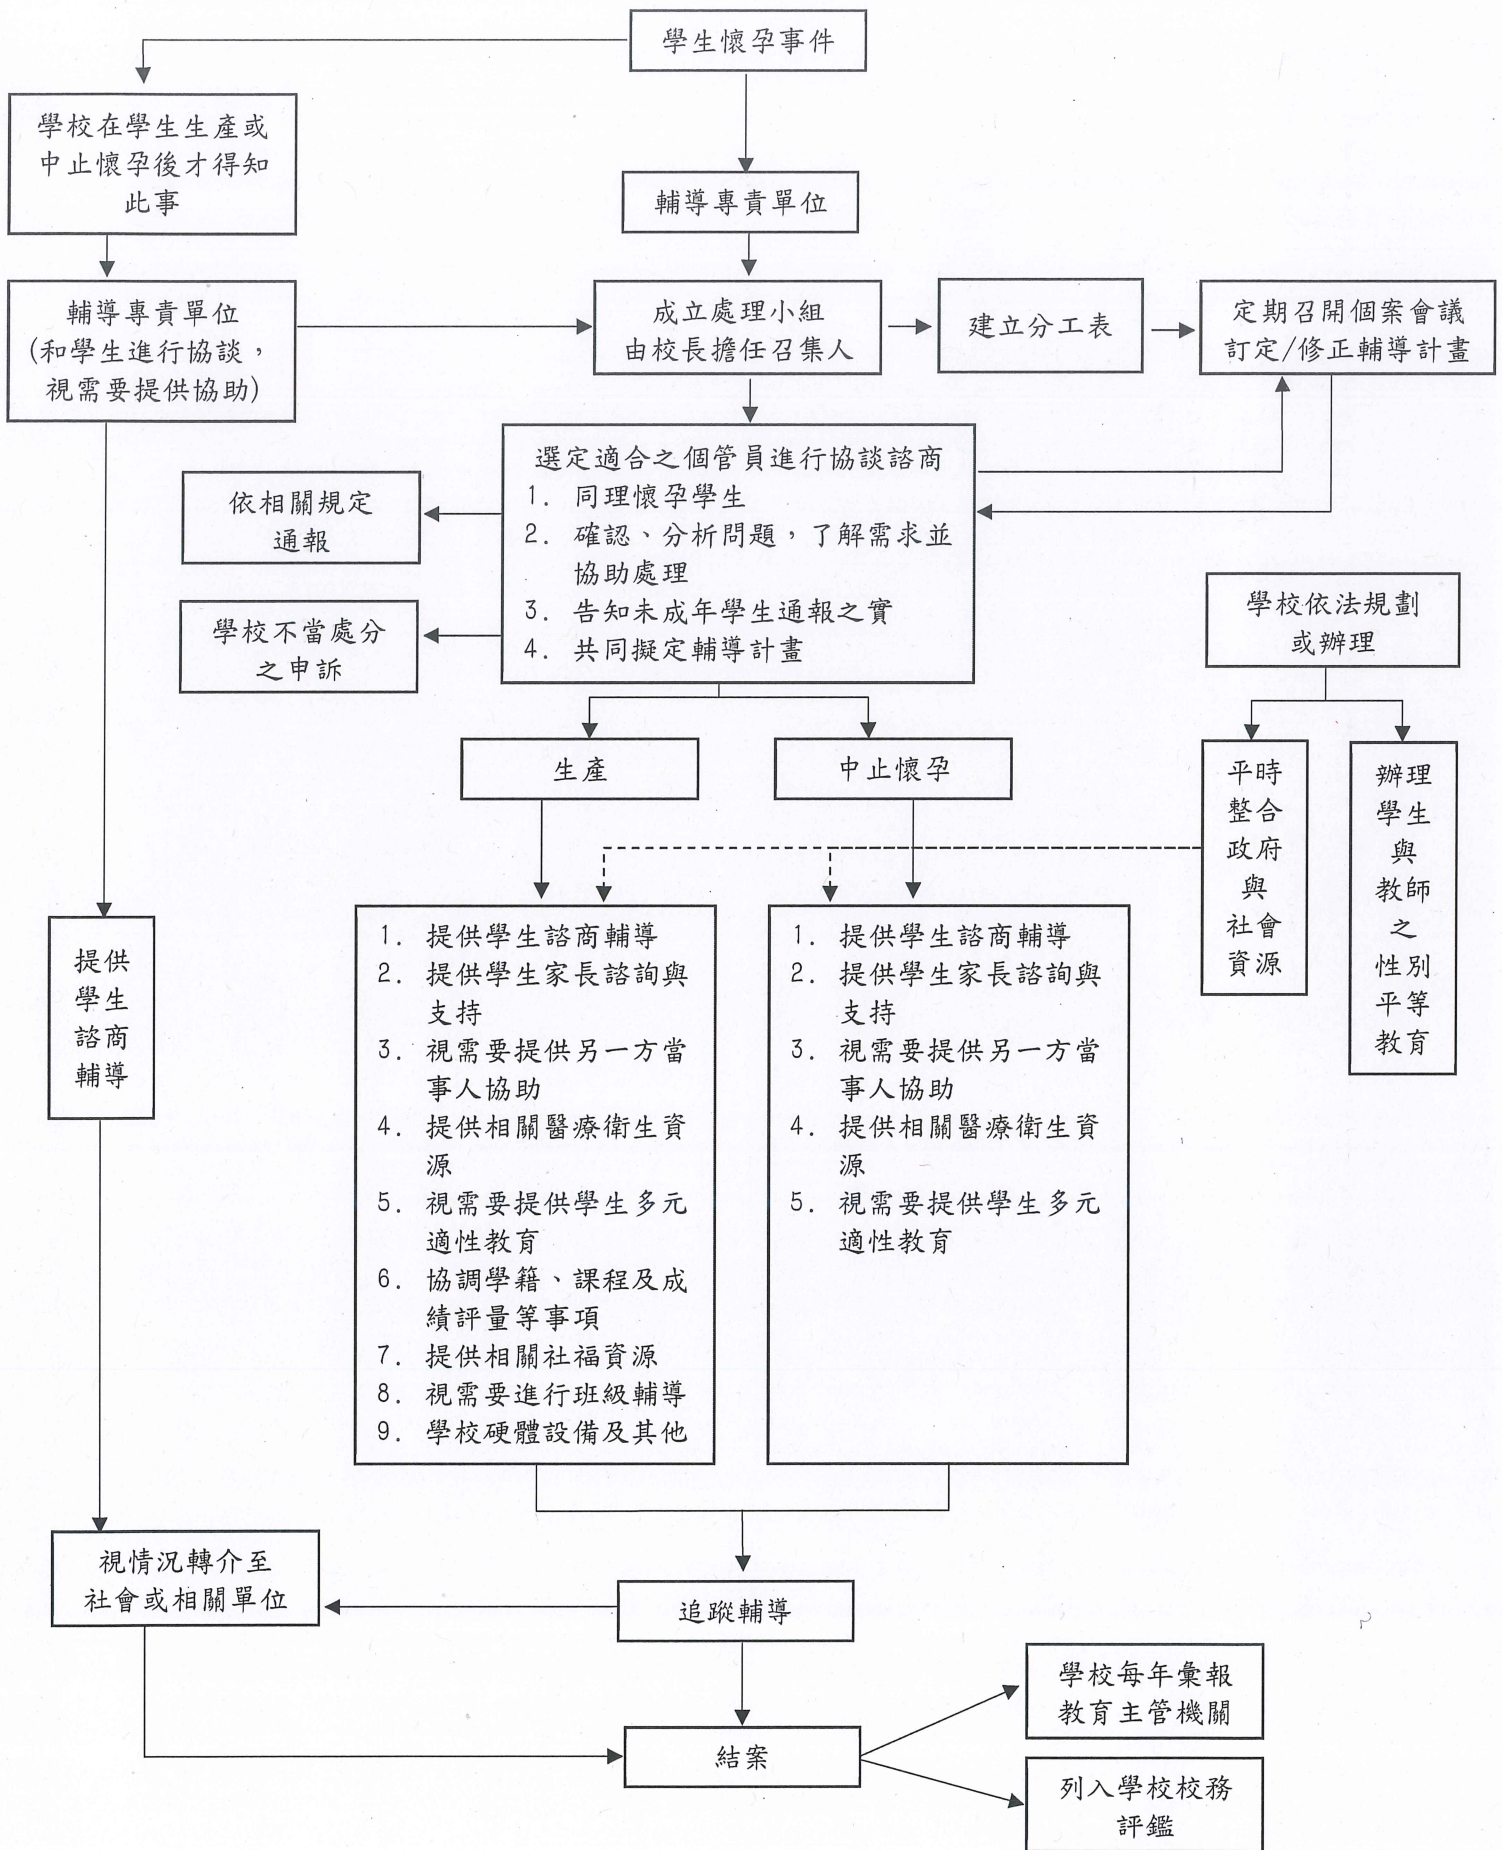 學生懷孕事件
學校在學生生產或
中止懷孕後才得知
此事
輔導專責單位
輔導專責單位
(和學生進行協談，
視需要提供協助)
成立處理小組
由校長擔任召集人
建立分工表
定期召開個案會議
訂定/修正輔導計畫
選定適合之個管員進行協談諮商
1. 同理懷孕學生
2. 確認、分析問題，了解需求並
協助處理
3. 告知未成年學生通報之實
4. 共同擬定輔導計畫
依相關規定
通報
學校不當處分
之申訴
學校依法規劃
或辦理
生產
中止懷孕
平時
整合
政府
與
社會
資源
辦理
學生
與
教師
之
性別
平等
教育
提供
學生
諮商
輔導
1. 提供學生諮商輔導
2. 提供學生家長諮詢與
支持
3. 視需要提供另一方當
事人協助
4. 提供相關醫療衛生資
源
5. 視需要提供學生多元
適性教育
6. 協調學籍、課程及成
績評量等事項
7. 提供相關社福資源
8. 視需要進行班級輔導
9. 學校硬體設備及其他
1. 提供學生諮商輔導
2. 提供學生家長諮詢與
支持
3. 視需要提供另一方當
事人協助
4. 提供相關醫療衛生資
源
5. 視需要提供學生多元
適性教育
視情況轉介至
社會或相關單位
追蹤輔導
結案
學校每年彙報
教育主管機關
列入學校校務
評鑑